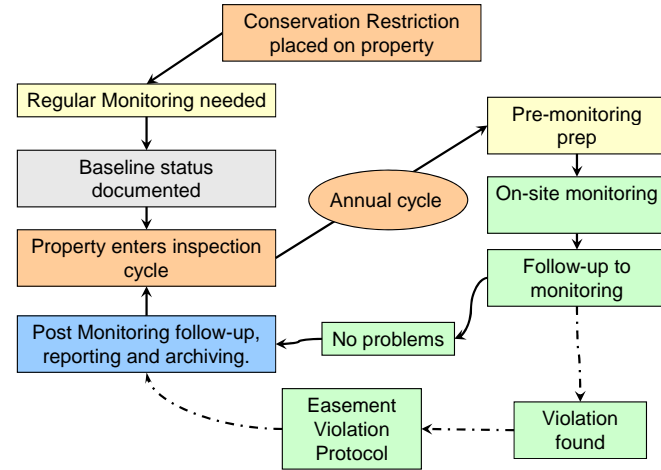 Conservation Restriction
placed on property
Regular Monitoring needed
Baseline status
documented
Property enters inspection
cycle
Annual cycle
Pre-monitoring
prep
On-site monitoring
Follow-up to
monitoring
No problems
Post Monitoring follow-up,
reporting and archiving.
Violation
found
Easement
Violation
Protocol